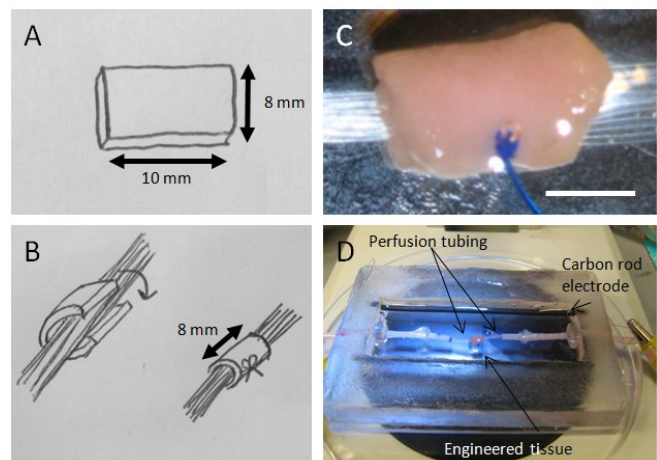 A
8 mm
10 mm
C
B
8 mm
D
Perfusion tubing
Carbon rod
electrode
Engineered tissue